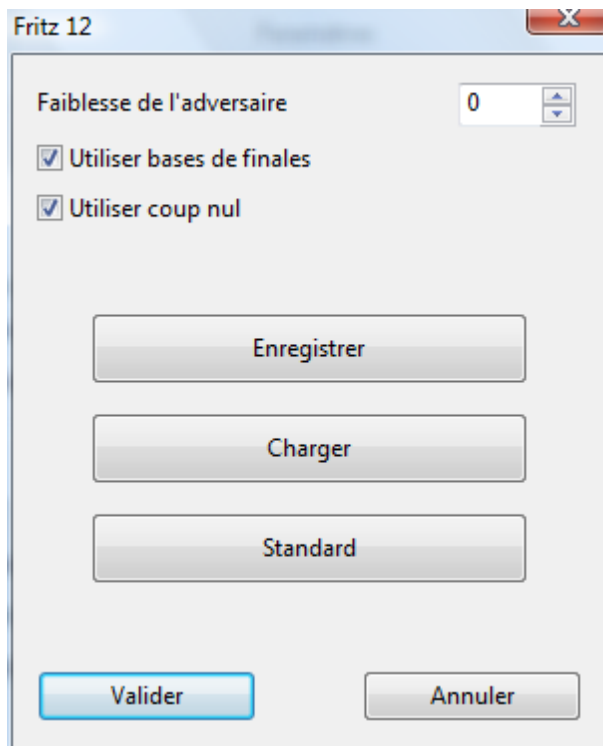 Fritz 12
Faiblesse de l'adversaire 0
Utiliser bases de finales
Utiliser coup nul
Enregistrer
Charger
Standard
Valider Annuler